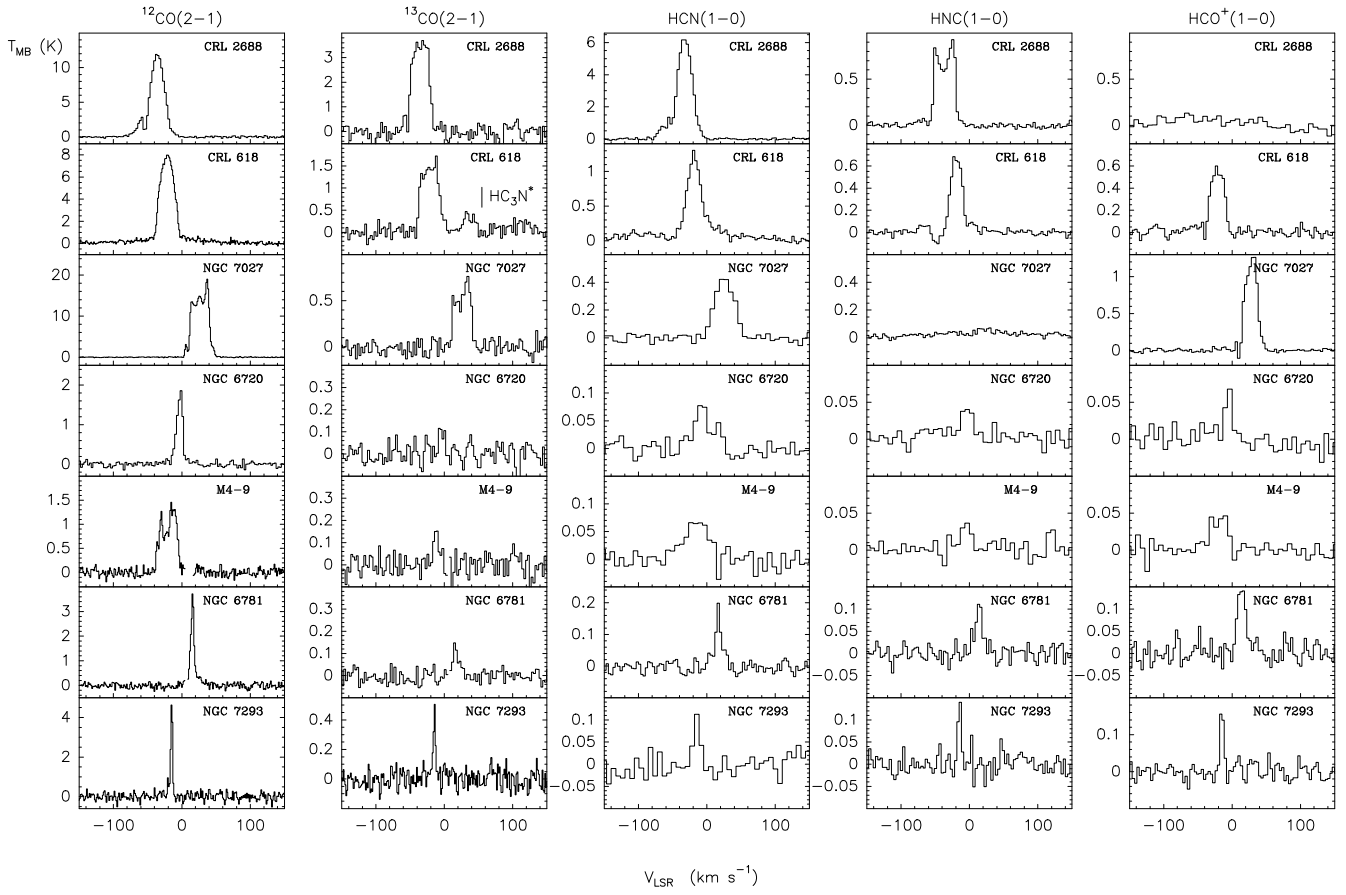 ¹²CO(2−1) ¹³CO(2−1) HCN(1−0) HNC(1−0) HCO⁺(1−0)
T_MB (K)
CRL 2688 CRL 2688 CRL 2688 CRL 2688 CRL 2688
10 5 0 3 2 1 0 6 4 2 0 0.5 0 0.5 0
CRL 618 CRL 618 CRL 618 CRL 618 CRL 618
HC₃N*
8 6 4 2 0 1.5 1 0.5 0 1 0.5 0 0.6 0.4 0.2 0 0.6 0.4 0.2 0
NGC 7027 NGC 7027 NGC 7027 NGC 7027 NGC 7027
20 10 0 0.5 0 0.4 0.2 0 0.4 0.2 0 1 0.5 0
NGC 6720 NGC 6720 NGC 6720 NGC 6720 NGC 6720
2 1 0 0.3 0.2 0.1 0 0.1 0.05 0 0.05 0 0.05 0
M4−9 M4−9 M4−9 M4−9 M4−9
1.5 1 0.5 0 0.3 0.2 0.1 0 0.1 0.05 0 0.05 0 0.05 0
NGC 6781 NGC 6781 NGC 6781 NGC 6781 NGC 6781
3 2 1 0 0.3 0.2 0.1 0 0.2 0.1 0 0.1 0.05 0 −0.05 0.1 0.05 0 −0.05
NGC 7293 NGC 7293 NGC 7293 NGC 7293 NGC 7293
4 2 0 0.4 0.2 0 0.1 0.05 0 −0.05 0.1 0.05 0 −0.05 0.1 0
−100 0 100 −100 0 100 −100 0 100 −100 0 100 −100 0 100
V_LSR (km s⁻¹)